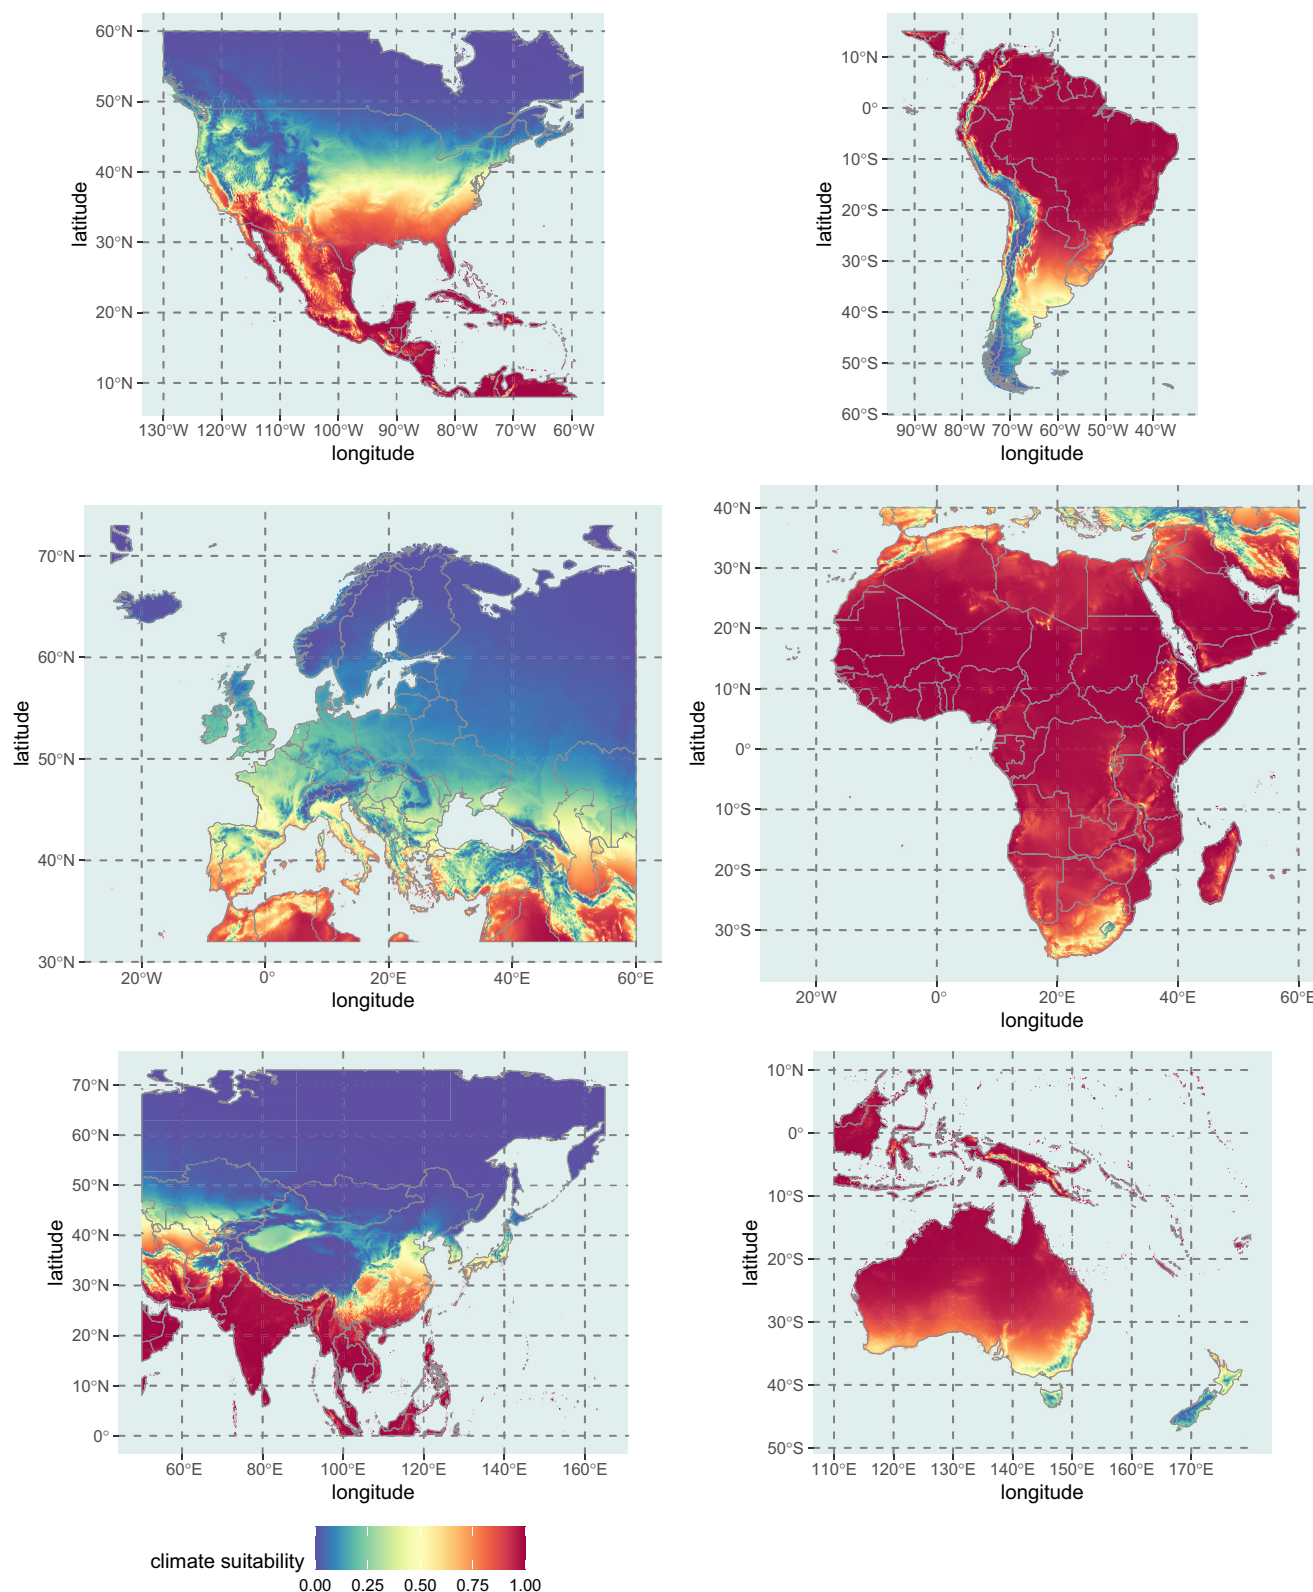 60°N
50°N
40°N
30°N
20°N
10°N
latitude
130°W 120°W 110°W 100°W 90°W 80°W 70°W 60°W
longitude
10°N
0°
10°S
20°S
30°S
40°S
50°S
60°S
latitude
90°W 80°W 70°W 60°W 50°W 40°W
longitude
70°N
60°N
50°N
40°N
30°N
latitude
20°W 0° 20°E 40°E 60°E
longitude
40°N
30°N
20°N
10°N
0°
10°S
20°S
30°S
latitude
20°W 0° 20°E 40°E 60°E
longitude
70°N
60°N
50°N
40°N
30°N
20°N
10°N
0°
latitude
60°E 80°E 100°E 120°E 140°E 160°E
longitude
10°N
0°
10°S
20°S
30°S
40°S
50°S
latitude
110°E 120°E 130°E 140°E 150°E 160°E 170°E
longitude
climate suitability
0.00 0.25 0.50 0.75 1.00